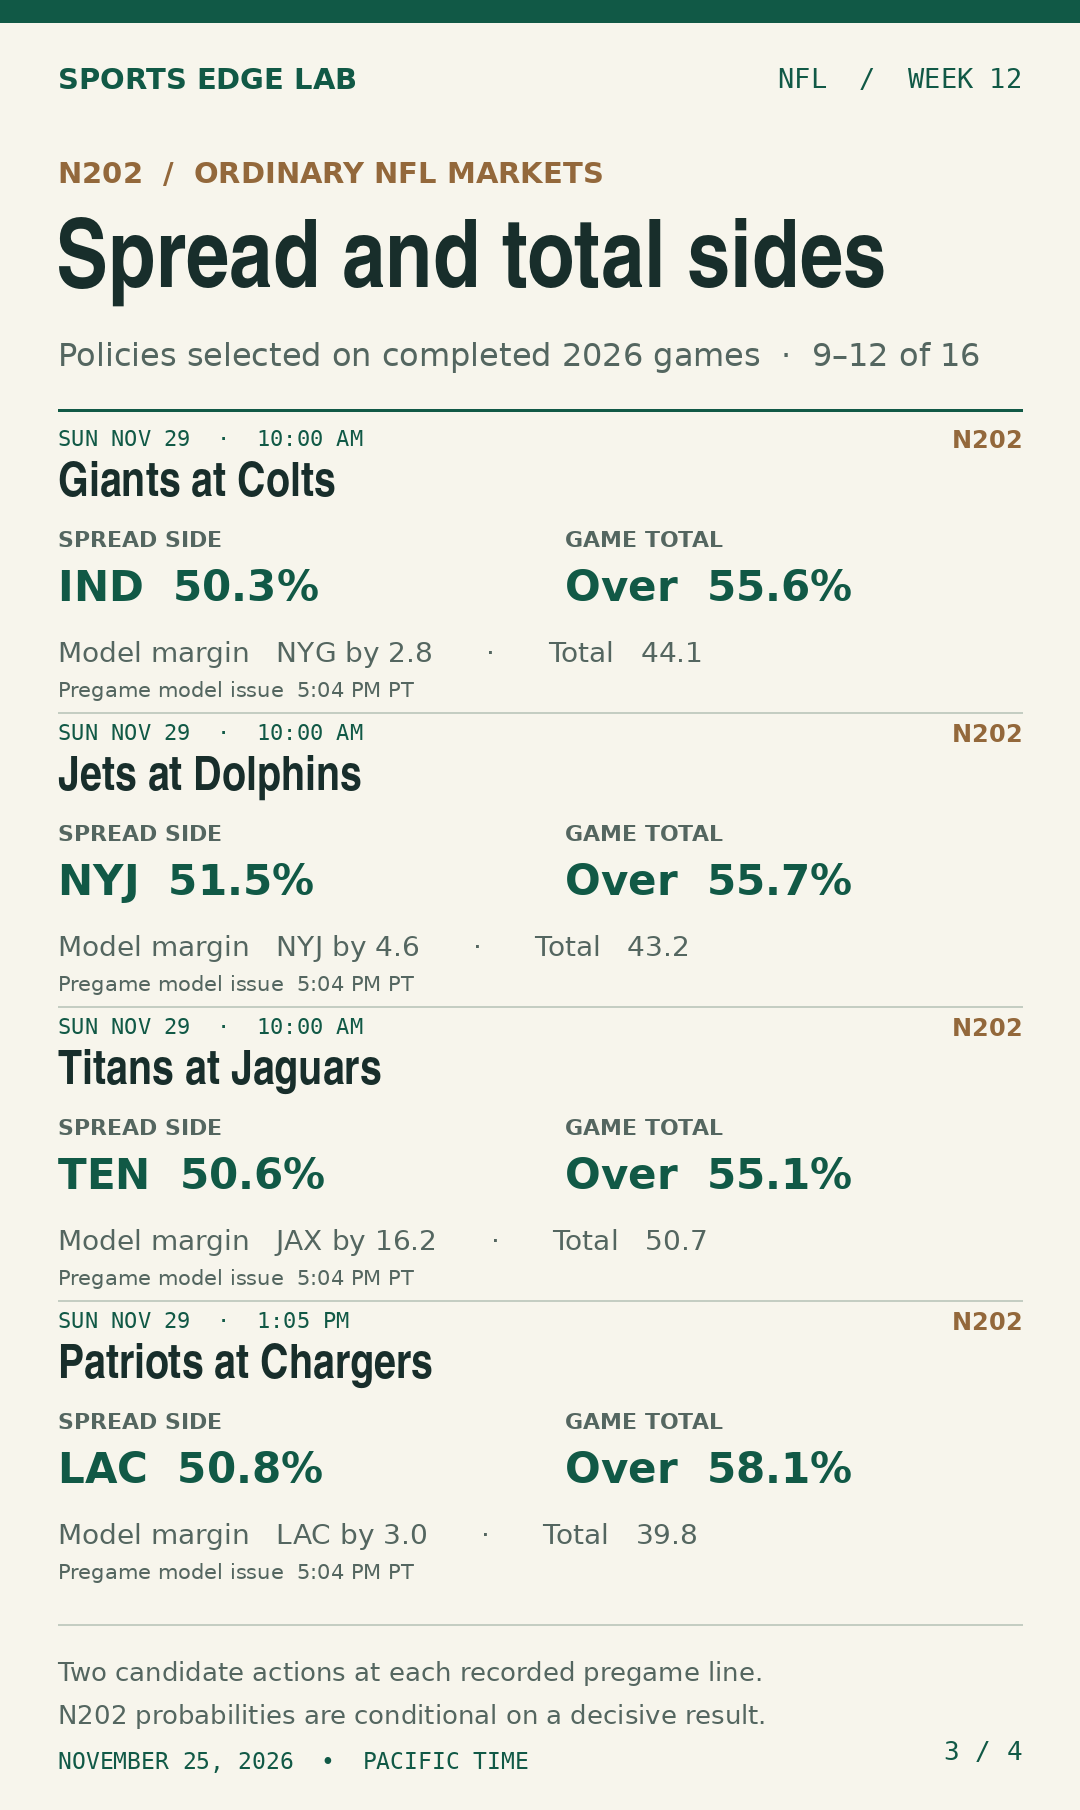 SPORTS EDGE LAB
NFL / WEEK 12
N202 / ORDINARY NFL MARKETS
Spread and total sides
Policies selected on completed 2026 games · 9–12 of 16
SUN NOV 29 · 10:00 AM
N202
Giants at Colts
SPREAD SIDE
GAME TOTAL
IND 50.3%
Over 55.6%
Model margin NYG by 2.8 · Total 44.1
Pregame model issue 5:04 PM PT
SUN NOV 29 · 10:00 AM
N202
Jets at Dolphins
SPREAD SIDE
GAME TOTAL
NYJ 51.5%
Over 55.7%
Model margin NYJ by 4.6 · Total 43.2
Pregame model issue 5:04 PM PT
SUN NOV 29 · 10:00 AM
N202
Titans at Jaguars
SPREAD SIDE
GAME TOTAL
TEN 50.6%
Over 55.1%
Model margin JAX by 16.2 · Total 50.7
Pregame model issue 5:04 PM PT
SUN NOV 29 · 1:05 PM
N202
Patriots at Chargers
SPREAD SIDE
GAME TOTAL
LAC 50.8%
Over 58.1%
Model margin LAC by 3.0 · Total 39.8
Pregame model issue 5:04 PM PT
Two candidate actions at each recorded pregame line.
N202 probabilities are conditional on a decisive result.
NOVEMBER 25, 2026 • PACIFIC TIME
3 / 4